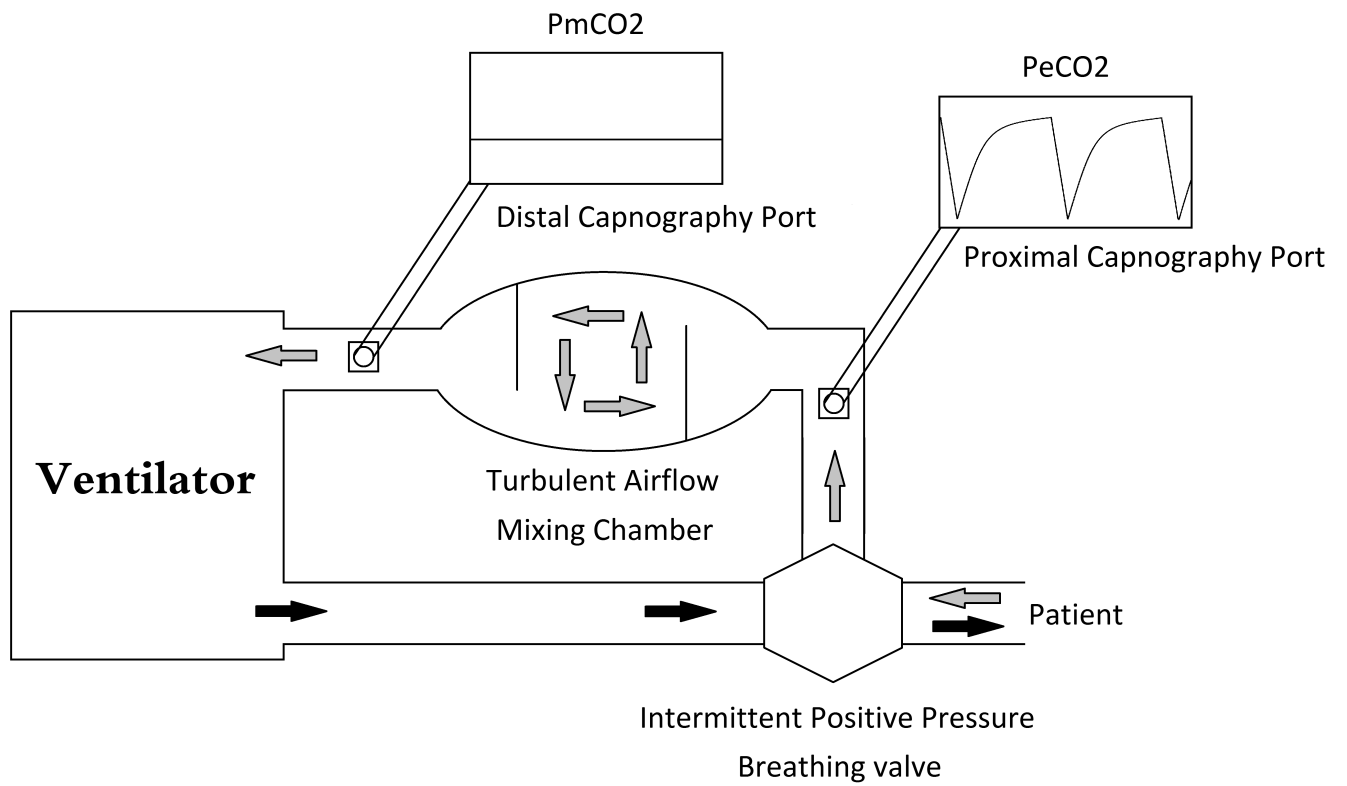 PmCO2
PeCO2
Distal Capnography Port
Proximal Capnography Port
Ventilator
Turbulent Airflow
Mixing Chamber
Patient
Intermittent Positive Pressure
Breathing valve